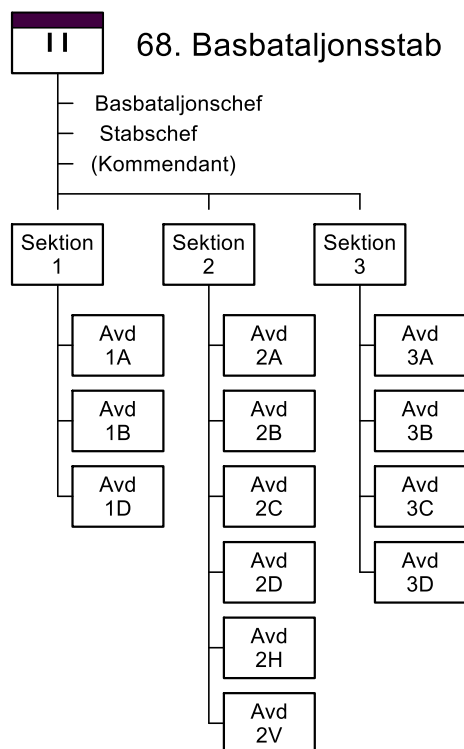 II
68. Basbataljonsstab
Basbataljonschef
Stabschef
(Kommendant)
Sektion
1
Sektion
2
Sektion
3
Avd
1A
Avd
1B
Avd
1D
Avd
2A
Avd
2B
Avd
2C
Avd
2D
Avd
2H
Avd
2V
Avd
3A
Avd
3B
Avd
3C
Avd
3D